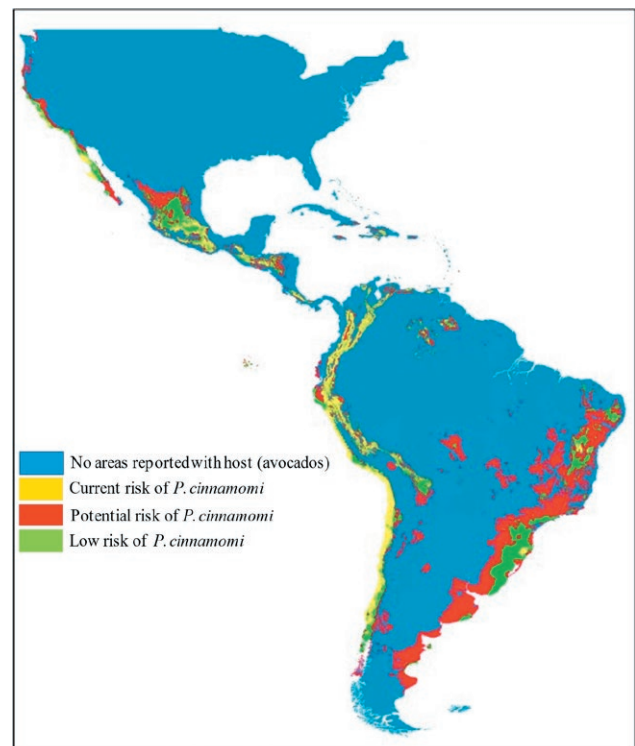 No areas reported with host (avocados)
Current risk of P. cinnamomi
Potential risk of P. cinnamomi
Low risk of P. cinnamomi